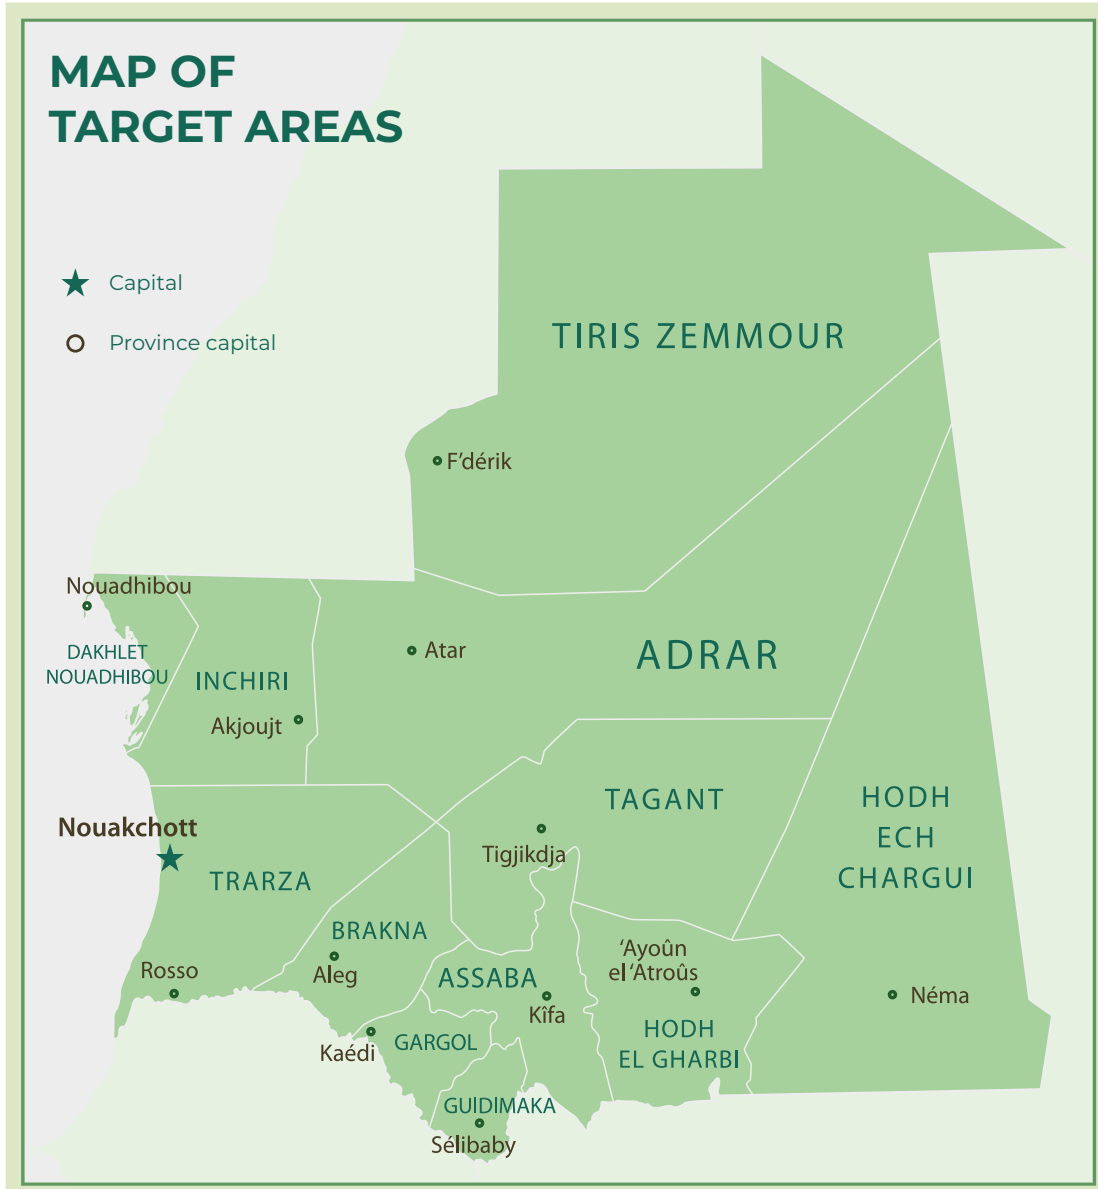 MAP OF
TARGET AREAS
Capital
Province capital
TIRIS ZEMMOUR
F'dérik
Nouadhibou
DAKHLET
NOUADHIBOU
INCHIRI
Akjoujt
Atar
ADRAR
TAGANT
Tigjikdja
HODH
ECH
CHARGUI
Nouakchott
TRARZA
BRAKNA
Aleg
Rosso
ASSABA
Kîfa
‘Ayoûn
el ‘Atroûs
Néma
HODH
EL GHARBI
Kaédi
GARGOL
GUIDIMAKA
Sélibaby